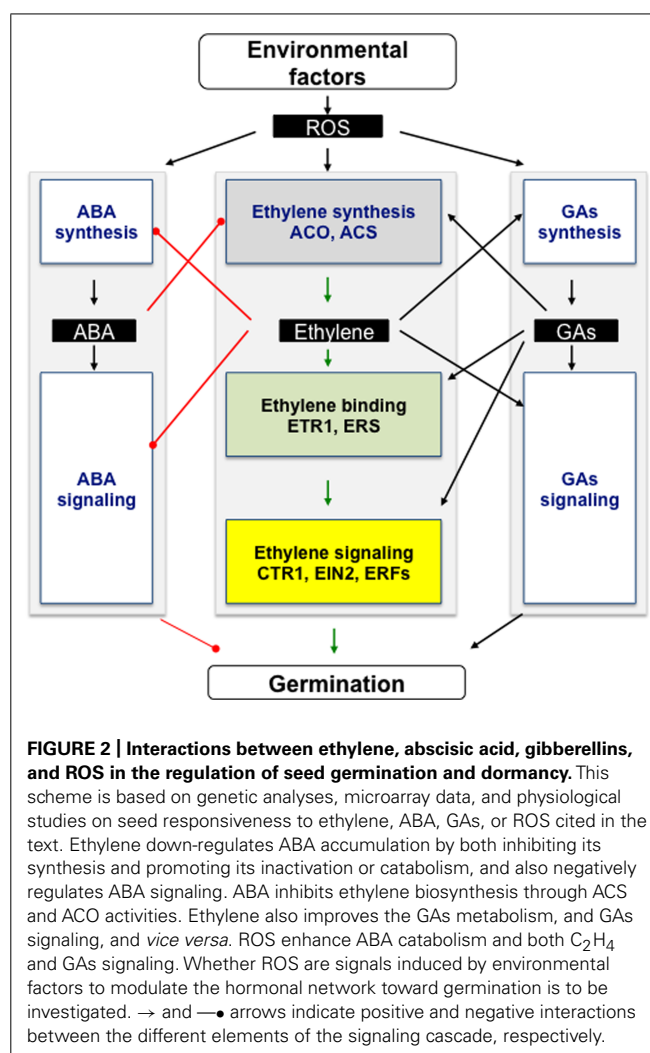 Environmental
factors
ROS
ABA
synthesis
Ethylene synthesis
ACO, ACS
GAs
synthesis
ABA
Ethylene
GAs
Ethylene binding
ETR1, ERS
ABA
signaling
GAs
signaling
Ethylene signaling
CTR1, EIN2, ERFs
Germination
FIGURE 2 | Interactions between ethylene, abscisic acid, gibberellins,
and ROS in the regulation of seed germination and dormancy. This
scheme is based on genetic analyses, microarray data, and physiological
studies on seed responsiveness to ethylene, ABA, GAs, or ROS cited in the
text. Ethylene down-regulates ABA accumulation by both inhibiting its
synthesis and promoting its inactivation or catabolism, and also negatively
regulates ABA signaling. ABA inhibits ethylene biosynthesis through ACS
and ACO activities. Ethylene also improves the GAs metabolism, and GAs
signaling, and vice versa. ROS enhance ABA catabolism and both C₂H₄
and GAs signaling. Whether ROS are signals induced by environmental
factors to modulate the hormonal network toward germination is to be
investigated. → and —• arrows indicate positive and negative interactions
between the different elements of the signaling cascade, respectively.